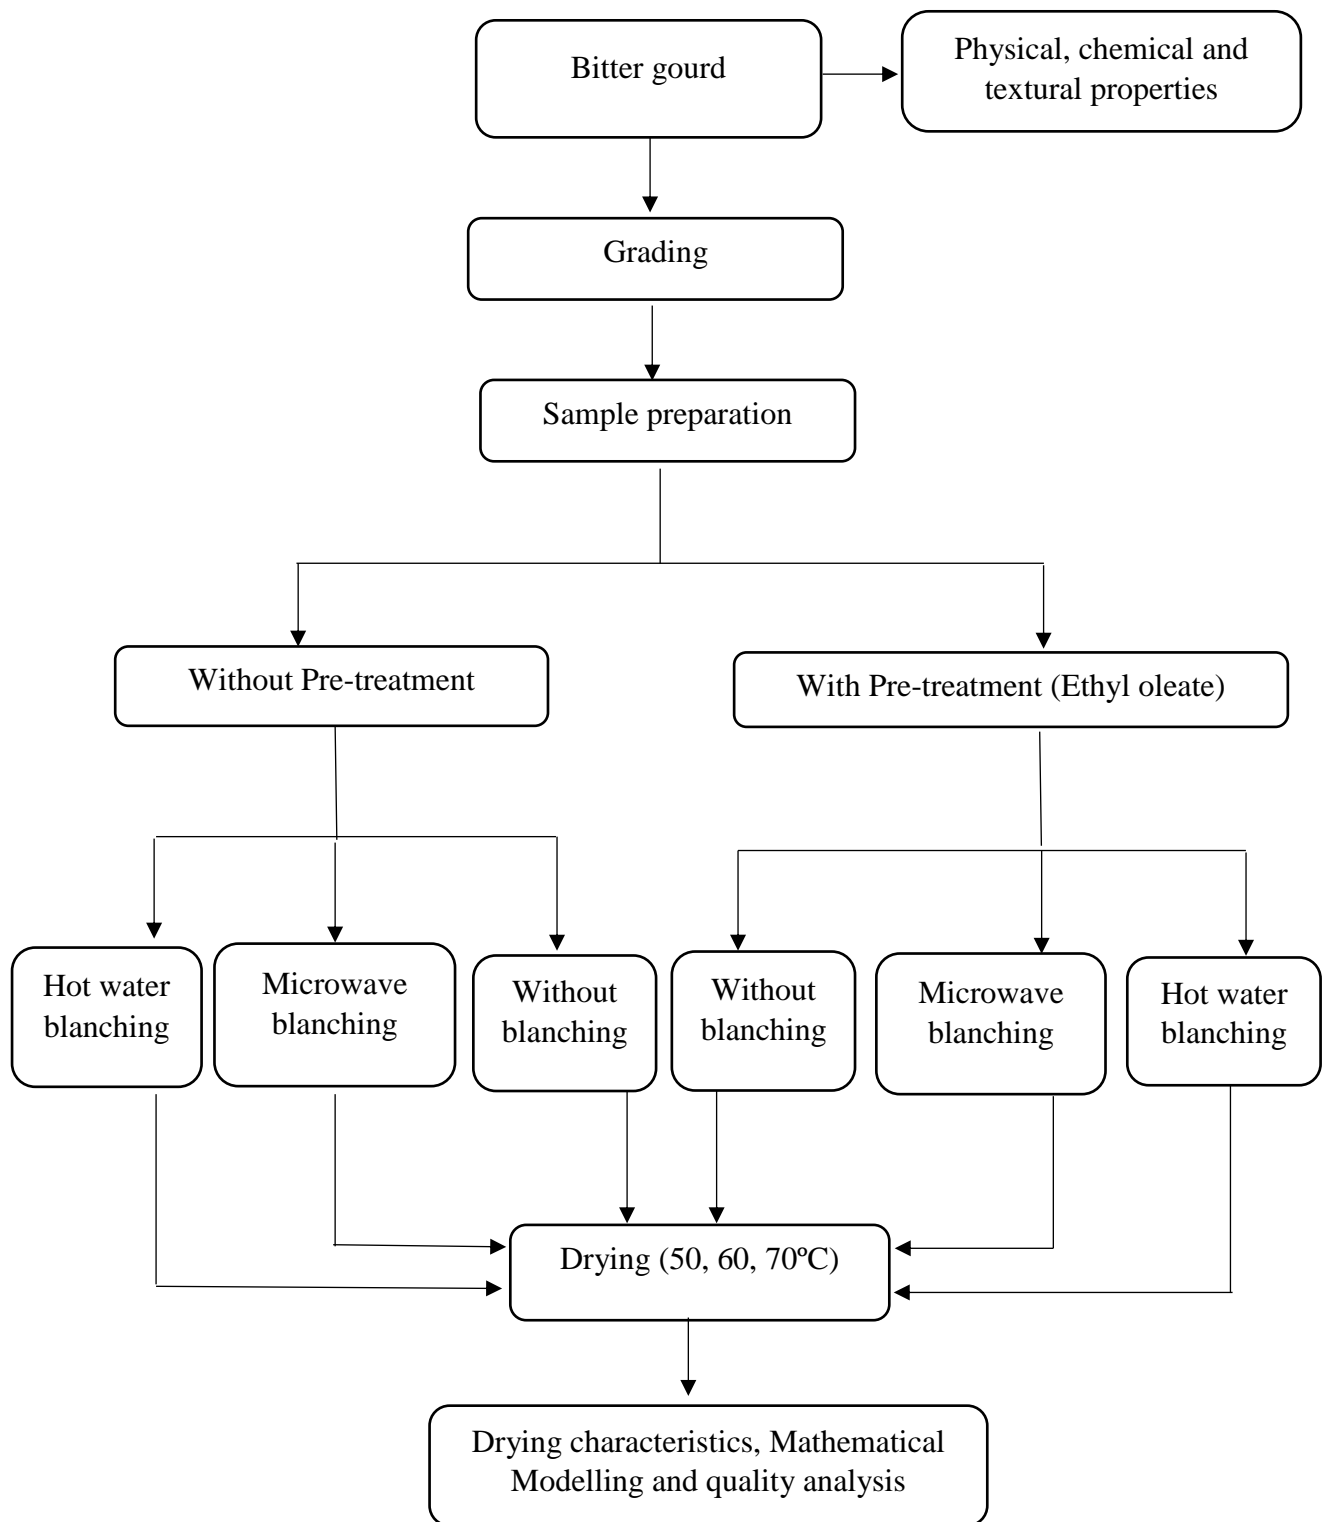 Bitter gourd
Physical, chemical and
textural properties
Grading
Sample preparation
Without Pre-treatment
With Pre-treatment (Ethyl oleate)
Hot water
blanching
Microwave
blanching
Without
blanching
Without
blanching
Microwave
blanching
Hot water
blanching
Drying (50, 60, 70ºC)
Drying characteristics, Mathematical
Modelling and quality analysis